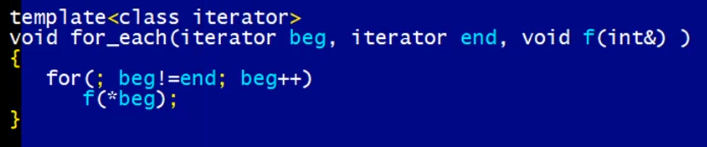 template<class iterator>
void for_each(iterator beg, iterator end, void f(int&) )
{
for(; beg!=end; beg++)
f(*beg);
}